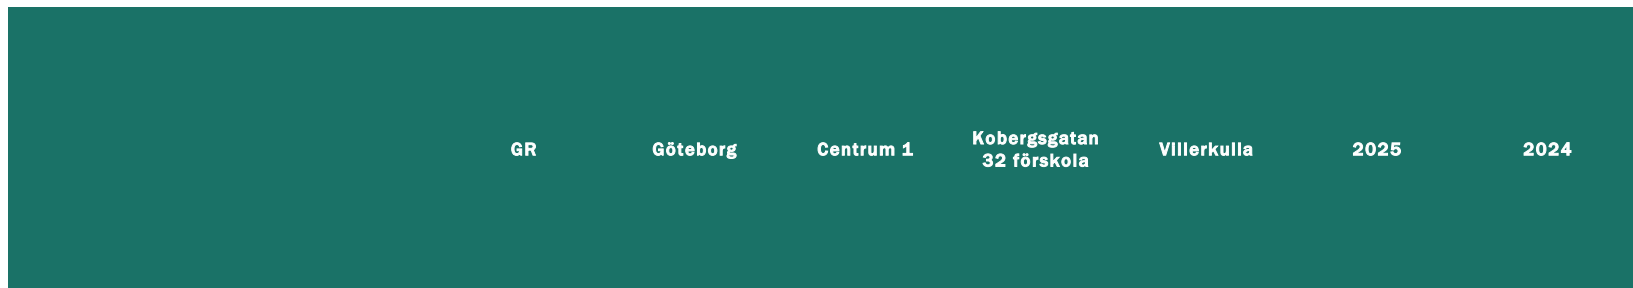 GR
Göteborg
Centrum 1
Kobergsgatan
32 förskola
Villerkulla
2025
2024